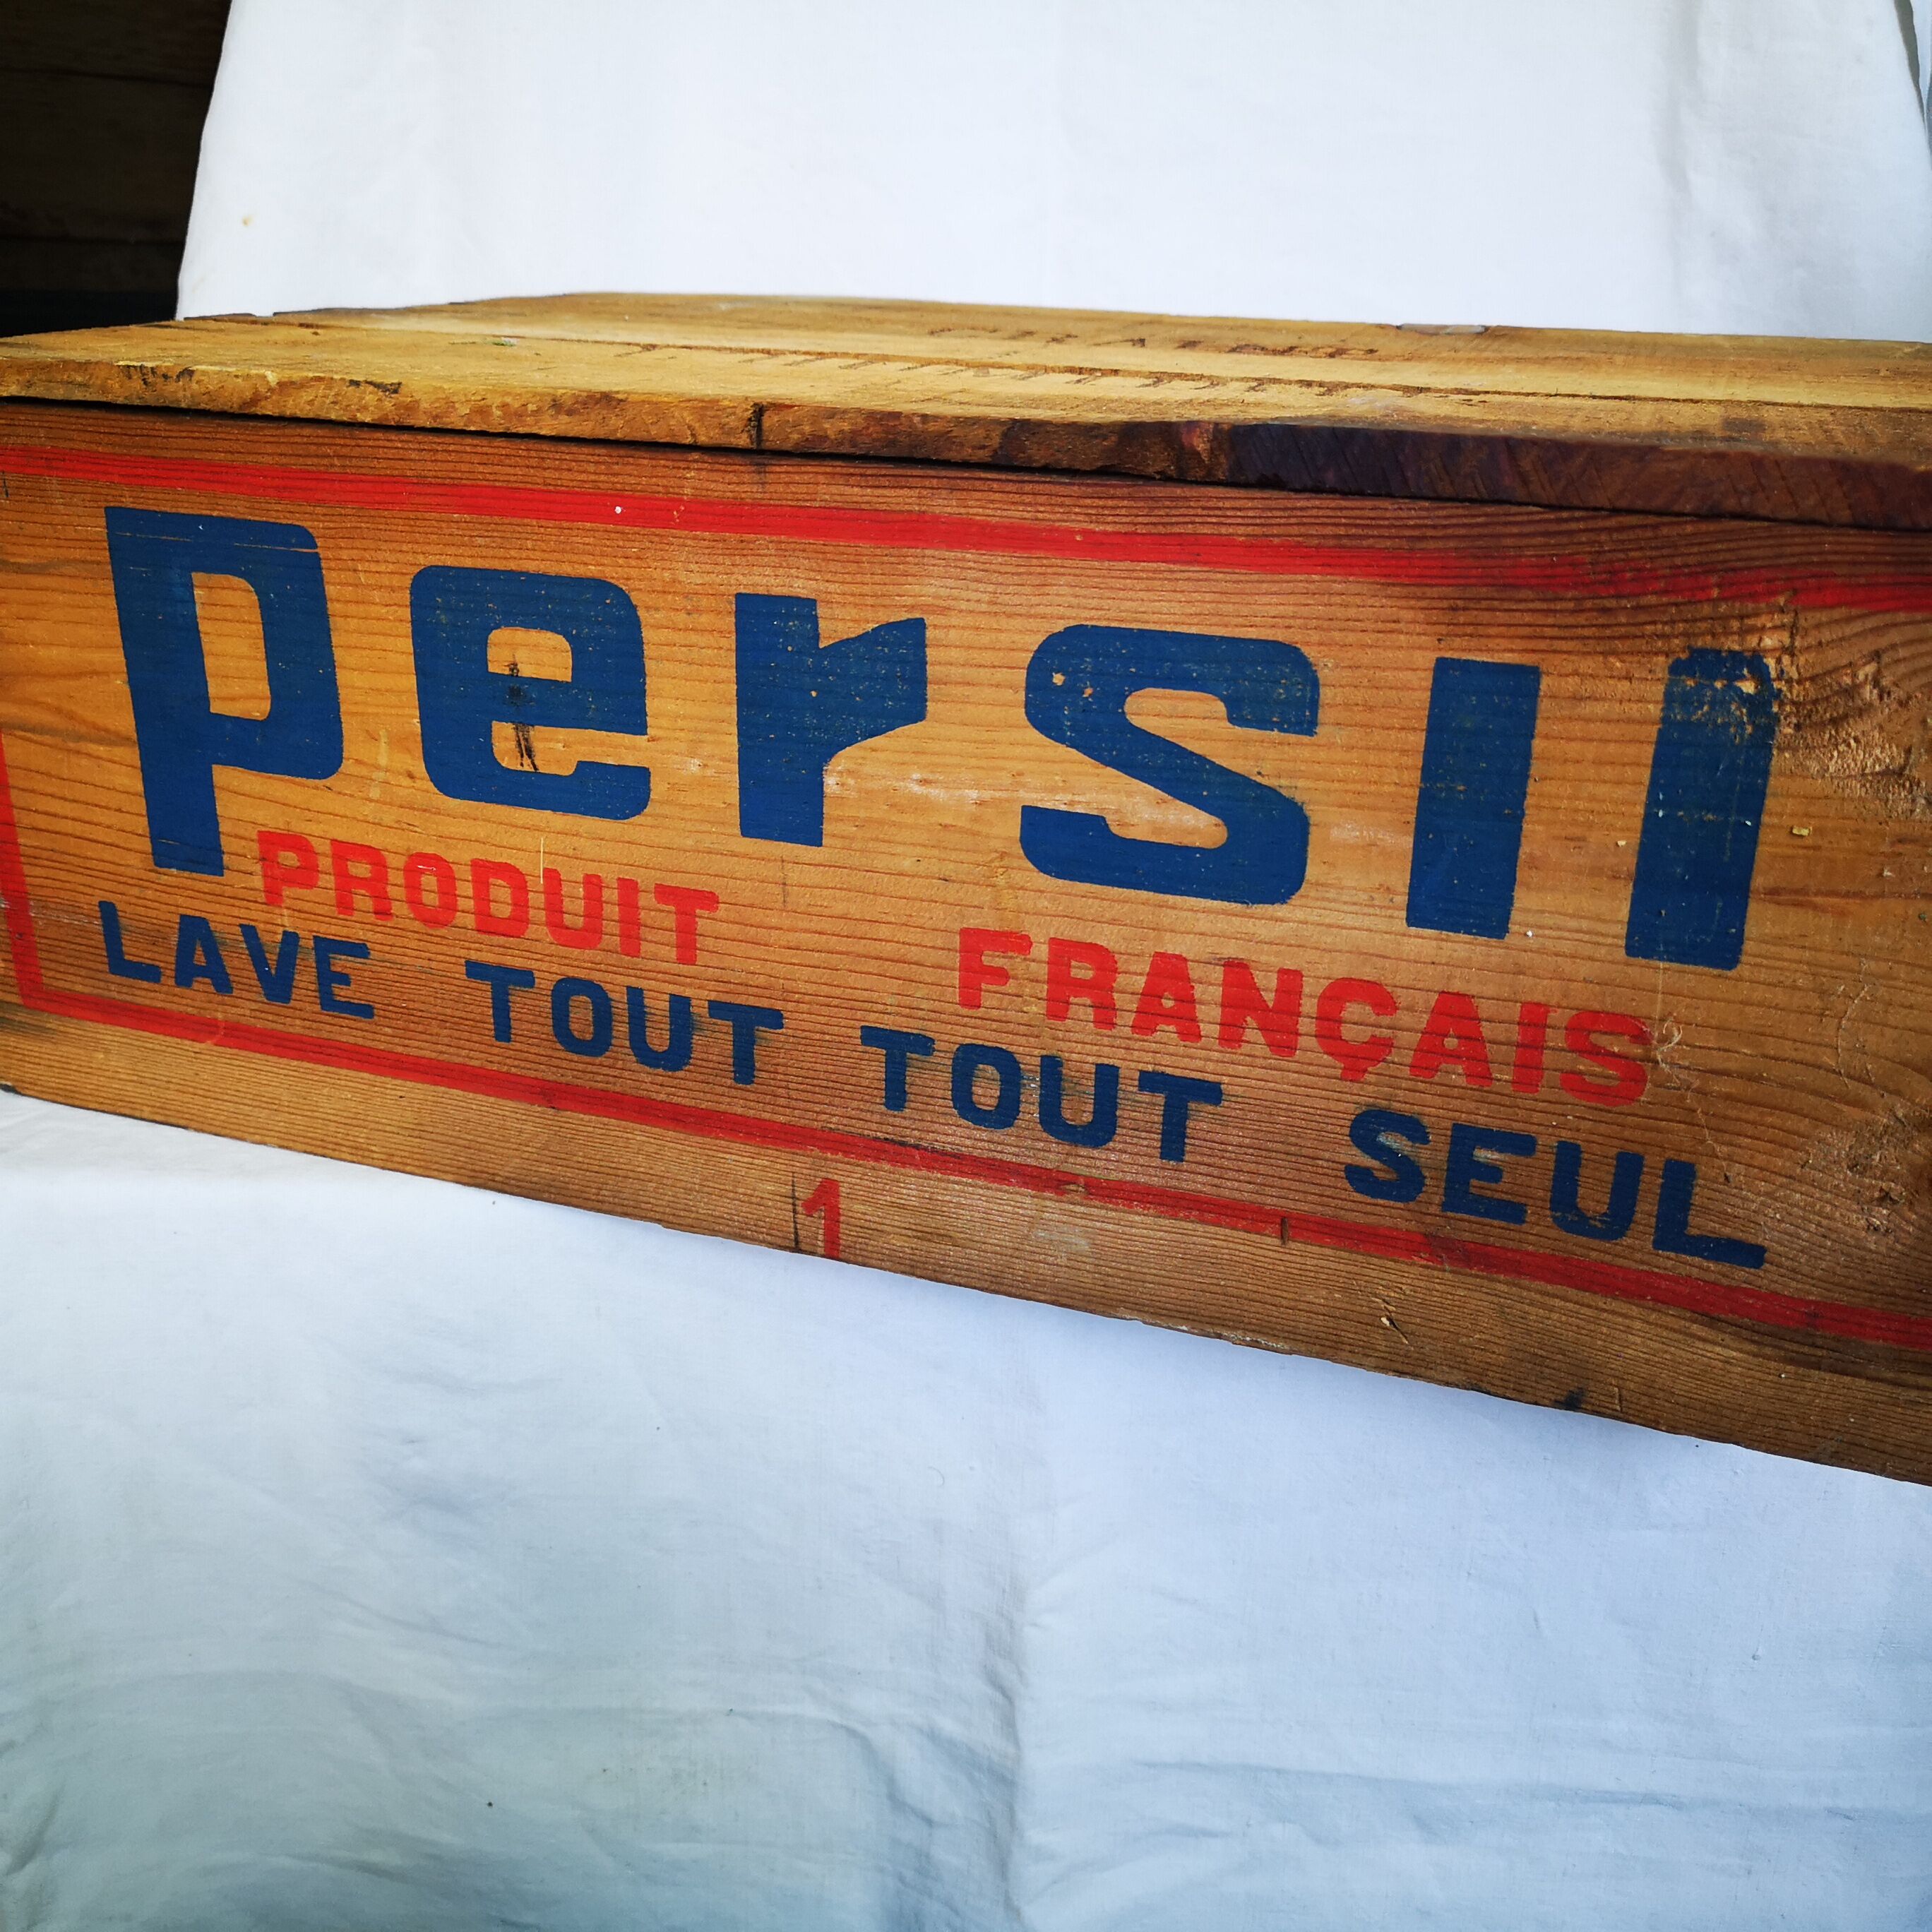 persil
PRODUIT FRANÇAIS
LAVE TOUT TOUT SEUL
1